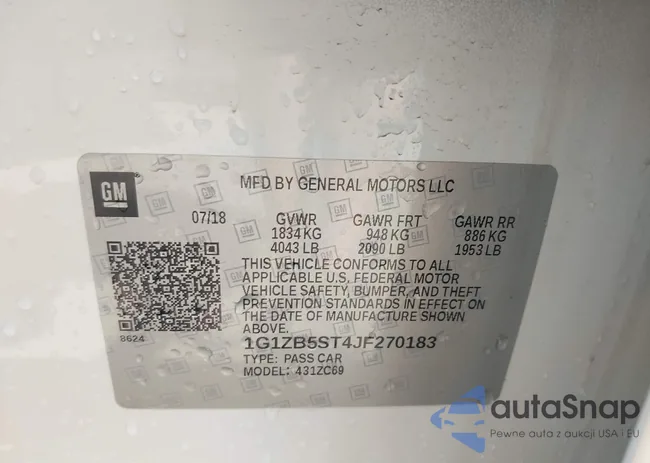 GM
MFD BY GENERAL MOTORS LLC
07/18 GVWR GAWR FRT GAWR RR
1834 KG 948 KG 886 KG
4043 LB 2090 LB 1953 LB
THIS VEHICLE CONFORMS TO ALL
APPLICABLE U.S. FEDERAL MOTOR
VEHICLE SAFETY, BUMPER, AND THEFT
PREVENTION STANDARDS IN EFFECT ON
THE DATE OF MANUFACTURE SHOWN
ABOVE.
8624
1G1ZB5ST4JF270183
TYPE: PASS CAR
MODEL: 431ZC69
autaSnap
Pewne auta z aukcji USA i EU